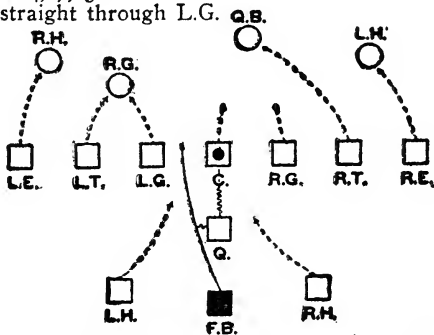 straight through L.G.
Q.B.
R.H. L.H.
R.G.
L.E. L.T. L.G. C. R.G. R.T. R.E.
Q.
L.H. R.H.
F.B.